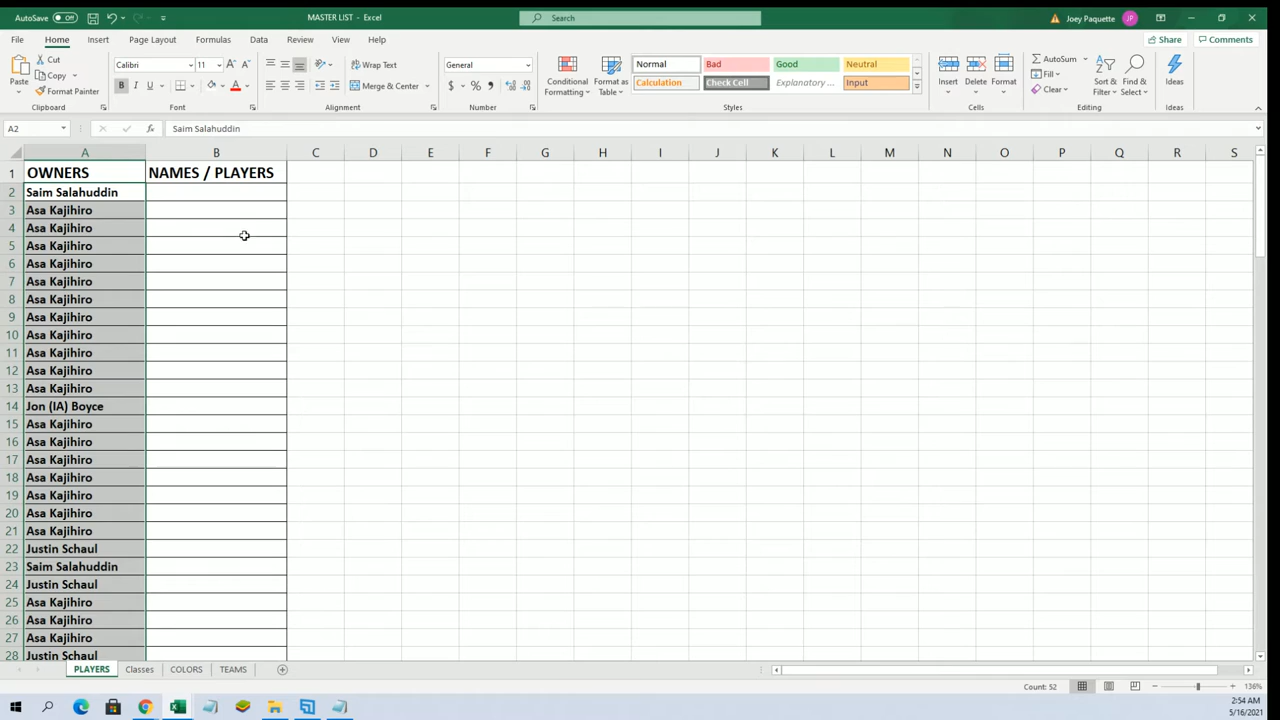 AutoSave Off MASTER LIST - Excel Search Joey Paquette JP
File Home Insert Page Layout Formulas Data Review View Help Share Comments
Paste Cut Copy Format Painter Clipboard
Calibri 11 A A B I U A Font
Wrap Text Merge & Center Alignment
General $ % , Number
Conditional Formatting Format as Table
Normal Bad Good Neutral
Calculation Check Cell Explanatory ... Input
Styles
Insert Delete Format Cells
AutoSum Fill Clear Sort & Filter Find & Select Editing
Ideas Ideas
A2 fx Saim Salahuddin
A B C D E F G H I J K L M N O P Q R S
1 OWNERS NAMES / PLAYERS
2 Saim Salahuddin
3 Asa Kajihiro
4 Asa Kajihiro
5 Asa Kajihiro
6 Asa Kajihiro
7 Asa Kajihiro
8 Asa Kajihiro
9 Asa Kajihiro
10 Asa Kajihiro
11 Asa Kajihiro
12 Asa Kajihiro
13 Asa Kajihiro
14 Jon (IA) Boyce
15 Asa Kajihiro
16 Asa Kajihiro
17 Asa Kajihiro
18 Asa Kajihiro
19 Asa Kajihiro
20 Asa Kajihiro
21 Asa Kajihiro
22 Justin Schaul
23 Saim Salahuddin
24 Justin Schaul
25 Asa Kajihiro
26 Asa Kajihiro
27 Asa Kajihiro
28 Justin Schaul
PLAYERS Classes COLORS TEAMS
Count: 52 136%
2:54 AM
5/16/2021